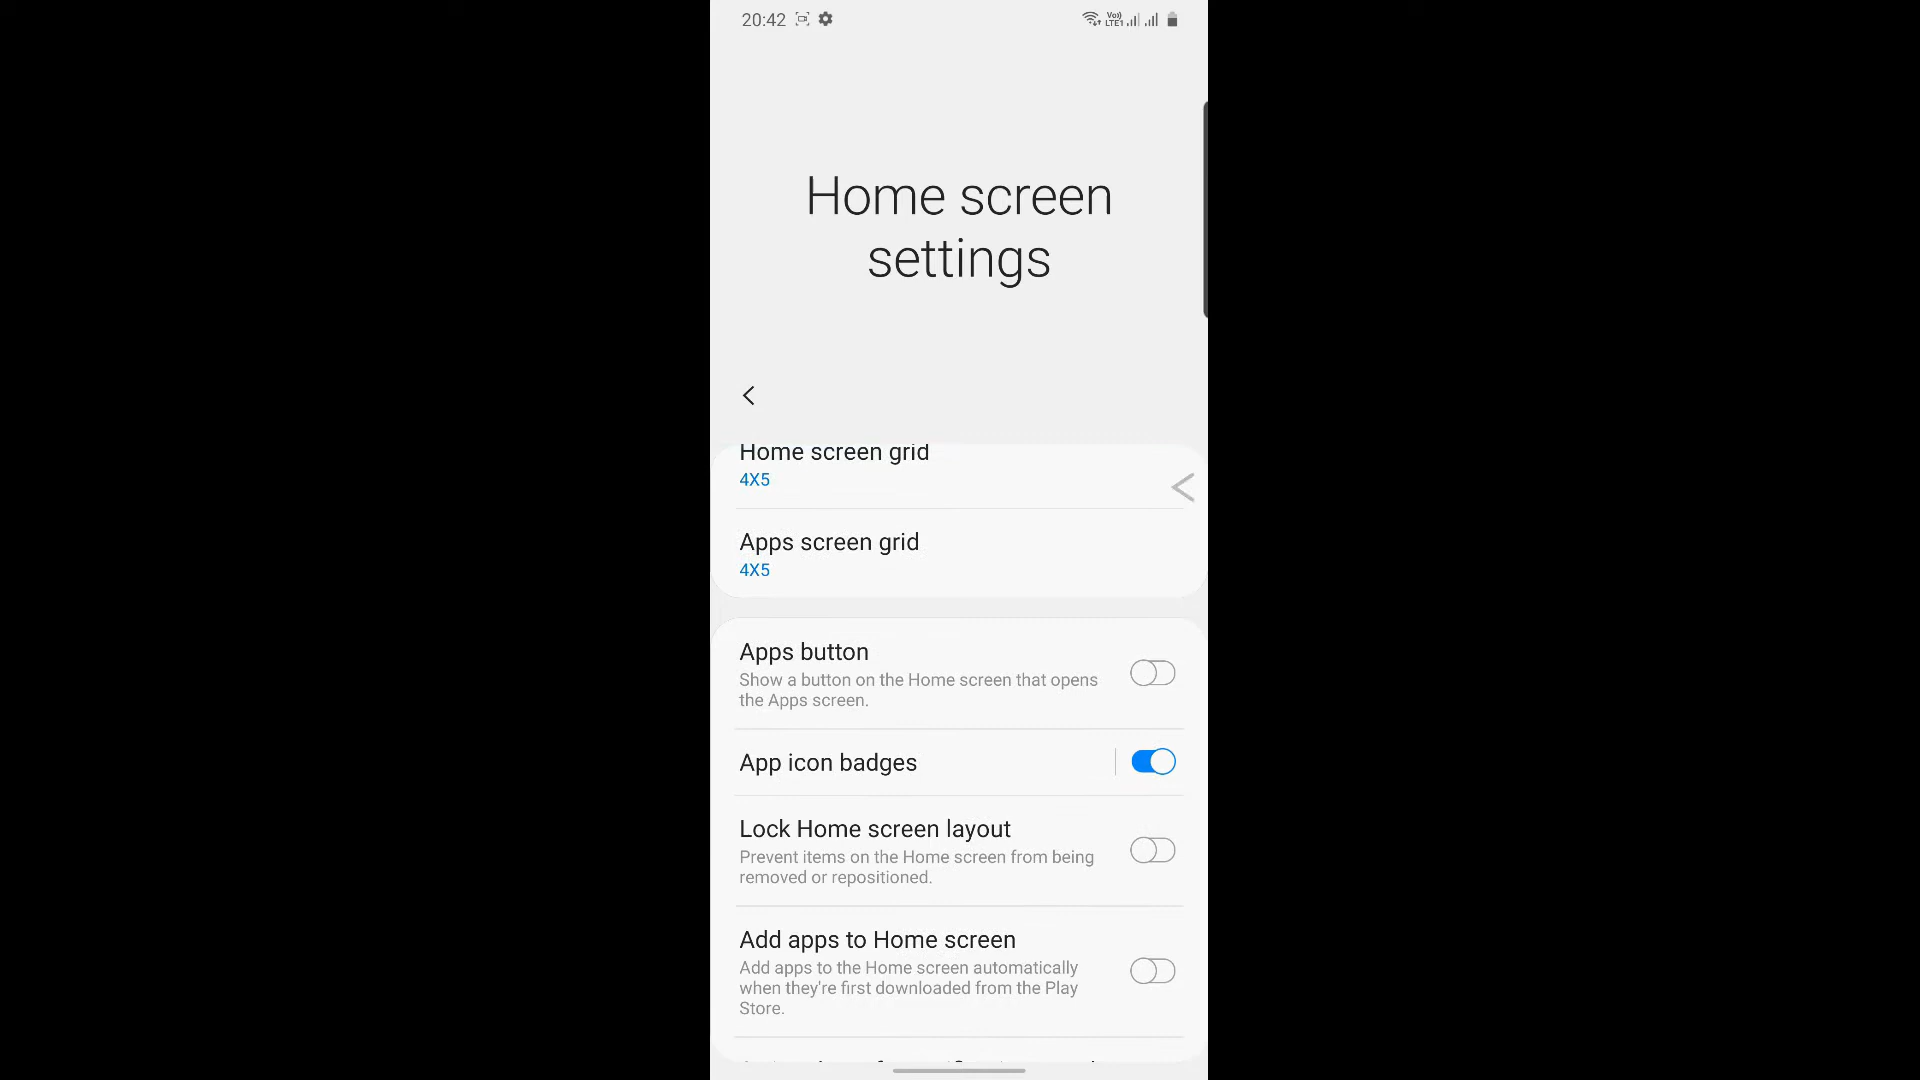 20:42
Vo)) LTE1
Home screen
settings
Home screen grid
4X5
Apps screen grid
4X5
Apps button
Show a button on the Home screen that opens
the Apps screen.
App icon badges
Lock Home screen layout
Prevent items on the Home screen from being
removed or repositioned.
Add apps to Home screen
Add apps to the Home screen automatically
when they're first downloaded from the Play
Store.